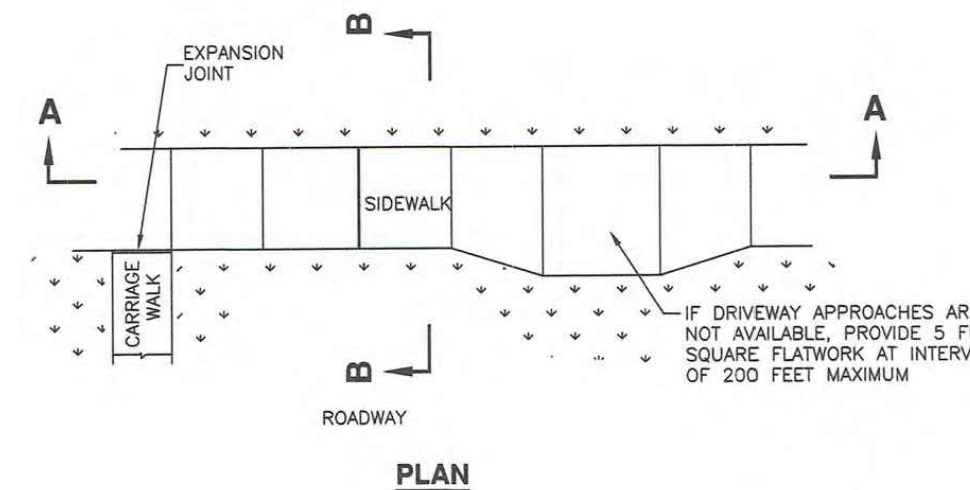 B
EXPANSION
JOINT
A
A
SIDEWALK
CARRIAGE
WALK
IF DRIVEWAY APPROACHES AR
NOT AVAILABLE, PROVIDE 5 F
SQUARE FLATWORK AT INTERV
OF 200 FEET MAXIMUM
B
ROADWAY
PLAN